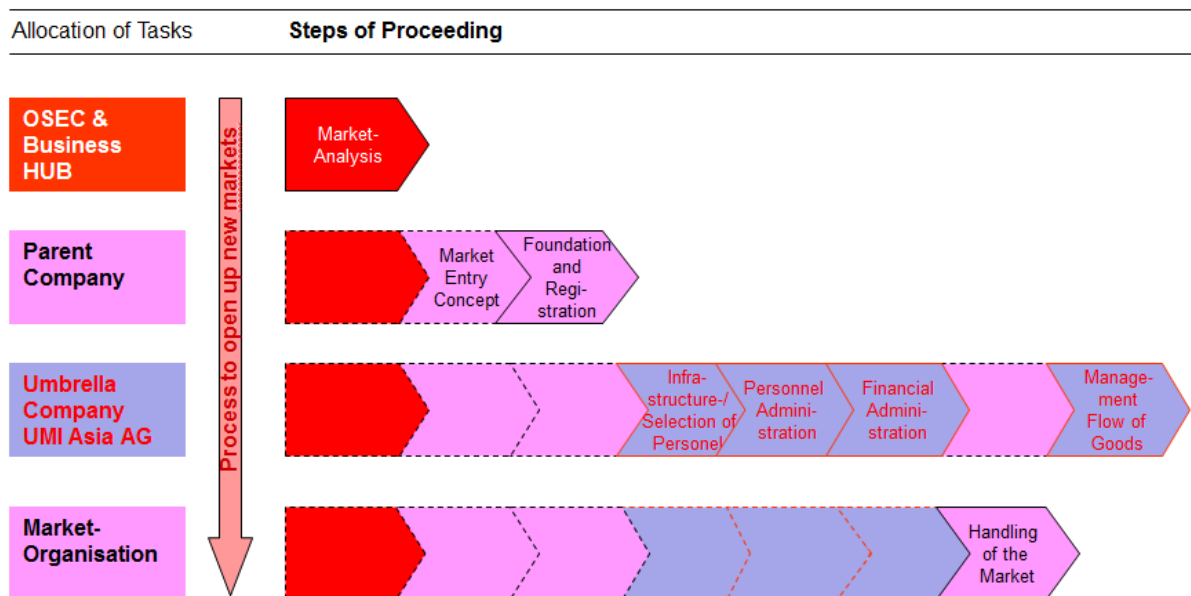 Allocation of Tasks
Steps of Proceeding
OSEC &
Business
HUB
Process to open up new markets
Market-
Analysis
Parent
Company
Market
Entry
Concept
Foundation
and
Regi-
stration
Umbrella
Company
UMI Asia AG
Infra-
structure-/
Selection of
Personel
Personnel
Admini-
stration
Financial
Admini-
stration
Manage-
ment
Flow of
Goods
Market-
Organisation
Handling
of the
Market